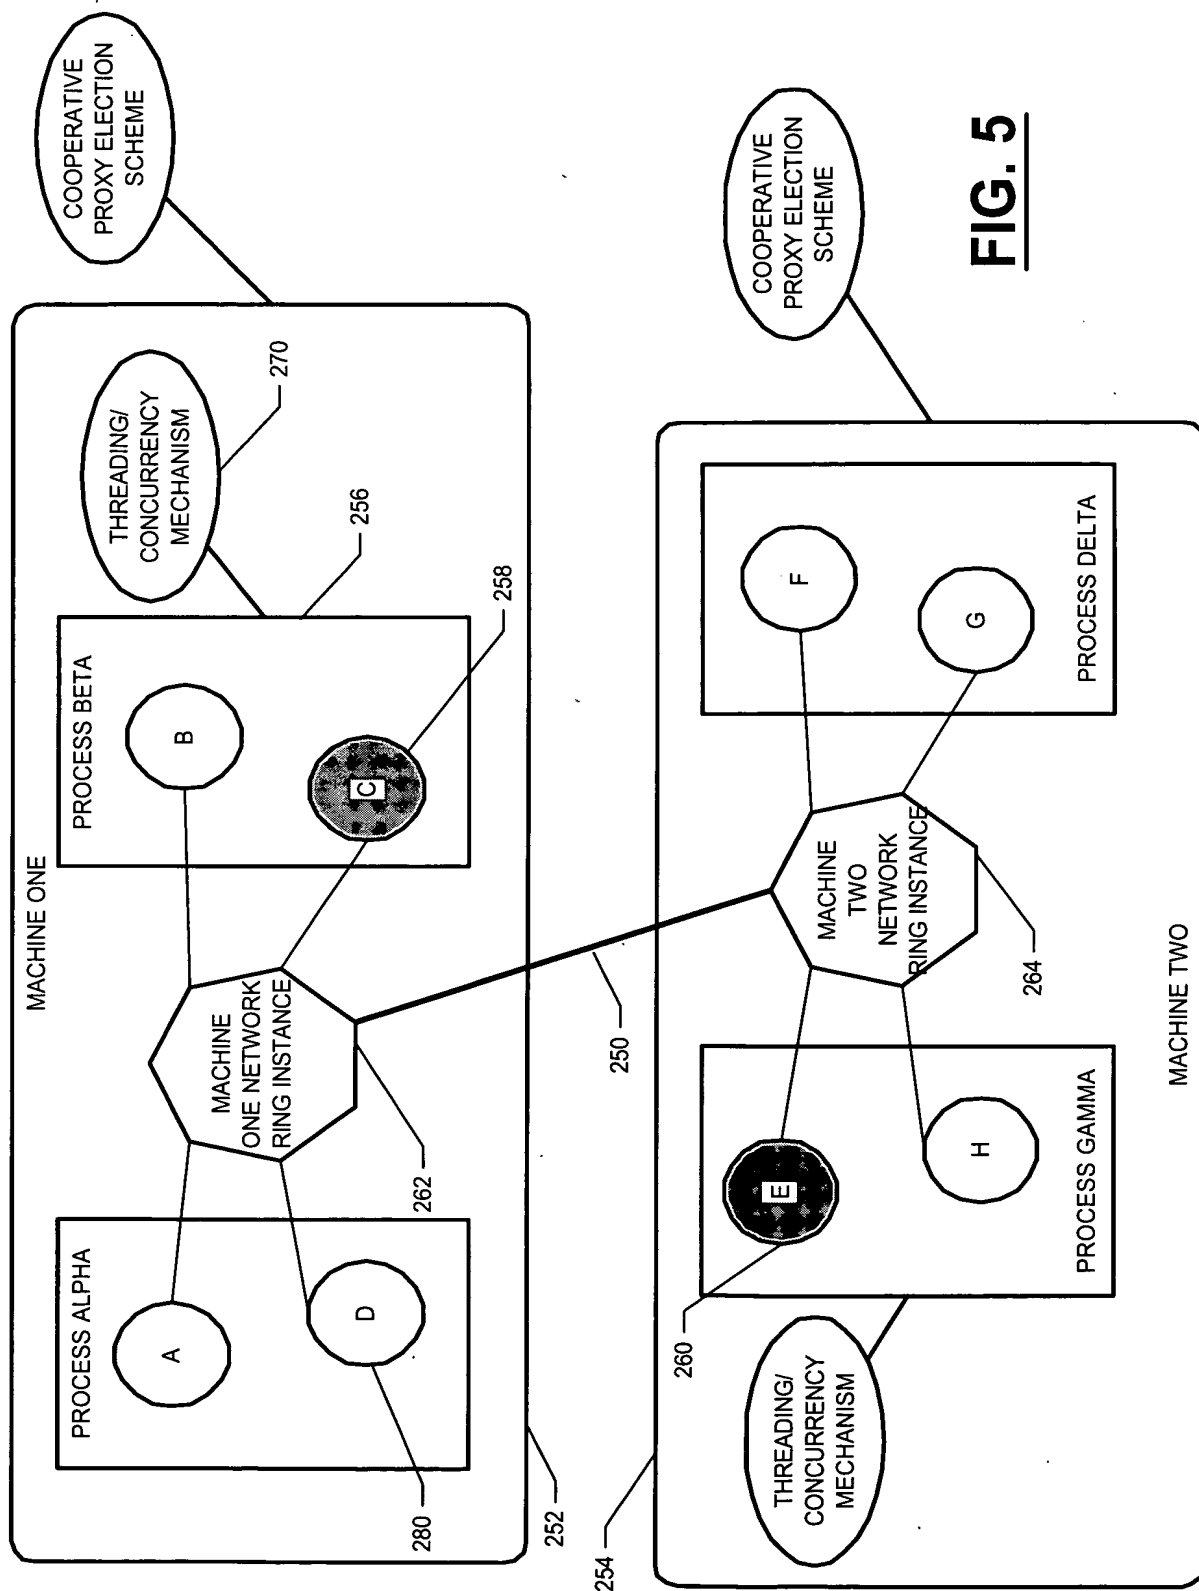 MACHINE ONE
PROCESS ALPHA
A
D
280
MACHINE
ONE NETWORK
RING INSTANCE
262
PROCESS BETA
B
C
258
256
THREADING/
CONCURRENCY
MECHANISM
270
COOPERATIVE
PROXY ELECTION
SCHEME
252
250
254
THREADING/
CONCURRENCY
MECHANISM
260
E
H
PROCESS GAMMA
MACHINE
TWO
NETWORK
RING INSTANCE
264
F
G
PROCESS DELTA
COOPERATIVE
PROXY ELECTION
SCHEME
MACHINE TWO
FIG. 5